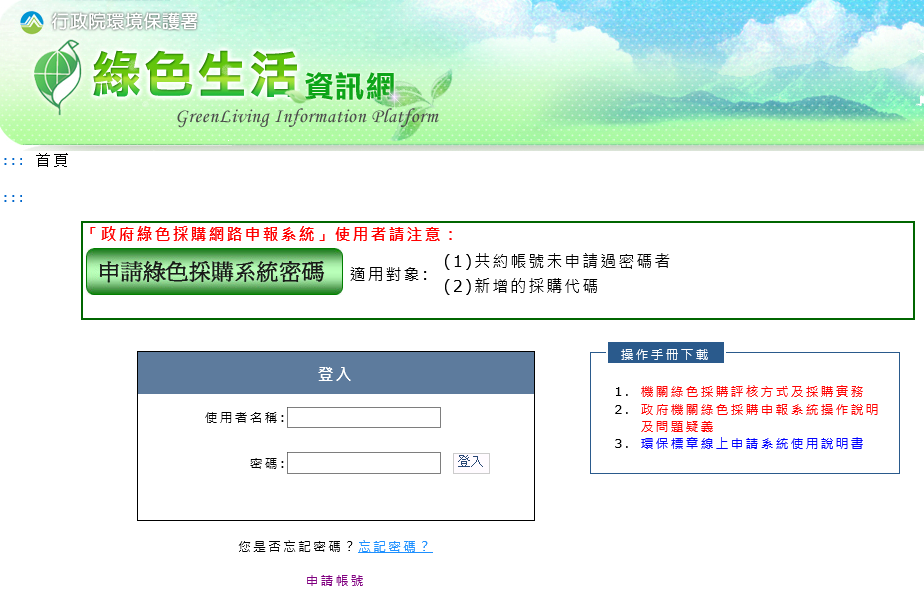 行政院環境保護署
綠色生活資訊網
GreenLiving Information Platform
::: 首頁
:::
「政府綠色採購網路申報系統」使用者請注意：
申請綠色採購系統密碼 適用對象: (1)共約帳號未申請過密碼者
(2)新增的採購代碼
登入
使用者名稱:
密碼: 登入
您是否忘記密碼？忘記密碼？
申請帳號
操作手冊下載
1. 機關綠色採購評核方式及採購實務
2. 政府機關綠色採購申報系統操作說明
及問題疑義
3. 環保標章線上申請系統使用說明書